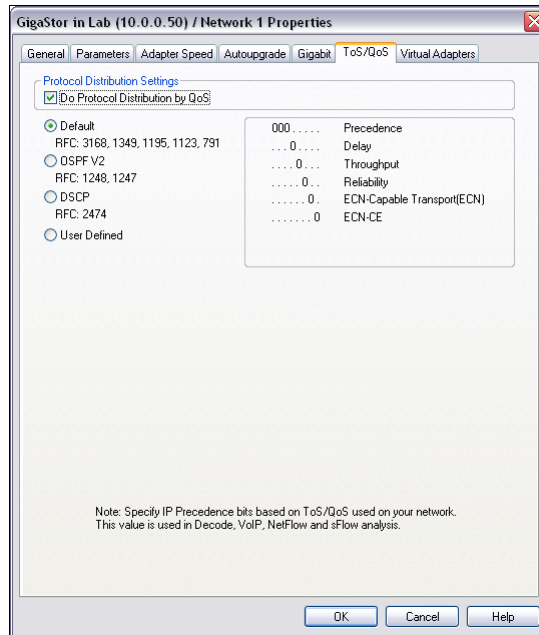 GigaStor in Lab (10.0.0.50) / Network 1 Properties
General Parameters Adapter Speed Autoupgrade Gigabit ToS/QoS Virtual Adapters
Protocol Distribution Settings
Do Protocol Distribution by QoS
Default
RFC: 3168, 1349, 1195, 1123, 791
OSPF V2
RFC: 1248, 1247
DSCP
RFC: 2474
User Defined
000..... Precedence
...0.... Delay
....0... Throughput
.....0.. Reliability
......0. ECN-Capable Transport(ECN)
.......0 ECN-CE
Note: Specify IP Precedence bits based on ToS/QoS used on your network.
This value is used in Decode, VoIP, NetFlow and sFlow analysis.
OK Cancel Help